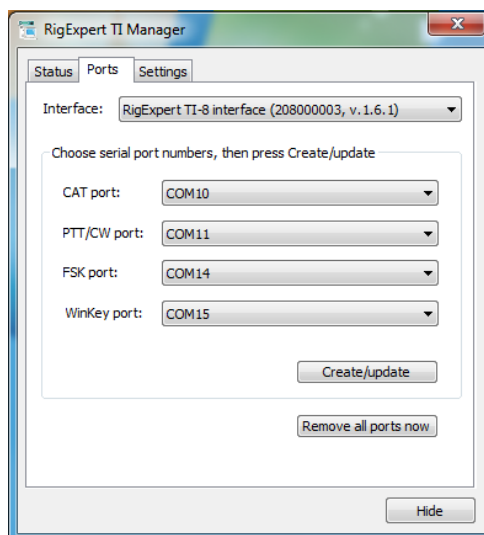 RigExpert TI Manager
Status Ports Settings
Interface: RigExpert TI-8 interface (208000003, v.1.6.1)
Choose serial port numbers, then press Create/update
CAT port: COM10
PTT/CW port: COM11
FSK port: COM14
WinKey port: COM15
Create/update
Remove all ports now
Hide